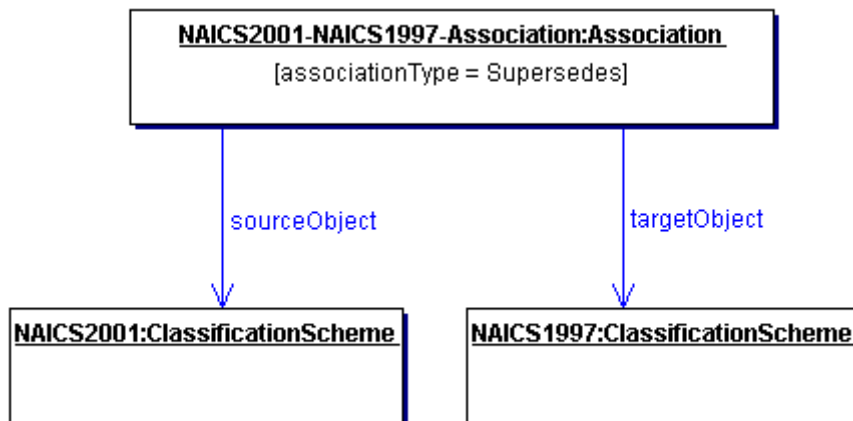 NAICS2001-NAICS1997-Association:Association
[associationType = Supersedes]
sourceObject
targetObject
NAICS2001:ClassificationScheme
NAICS1997:ClassificationScheme